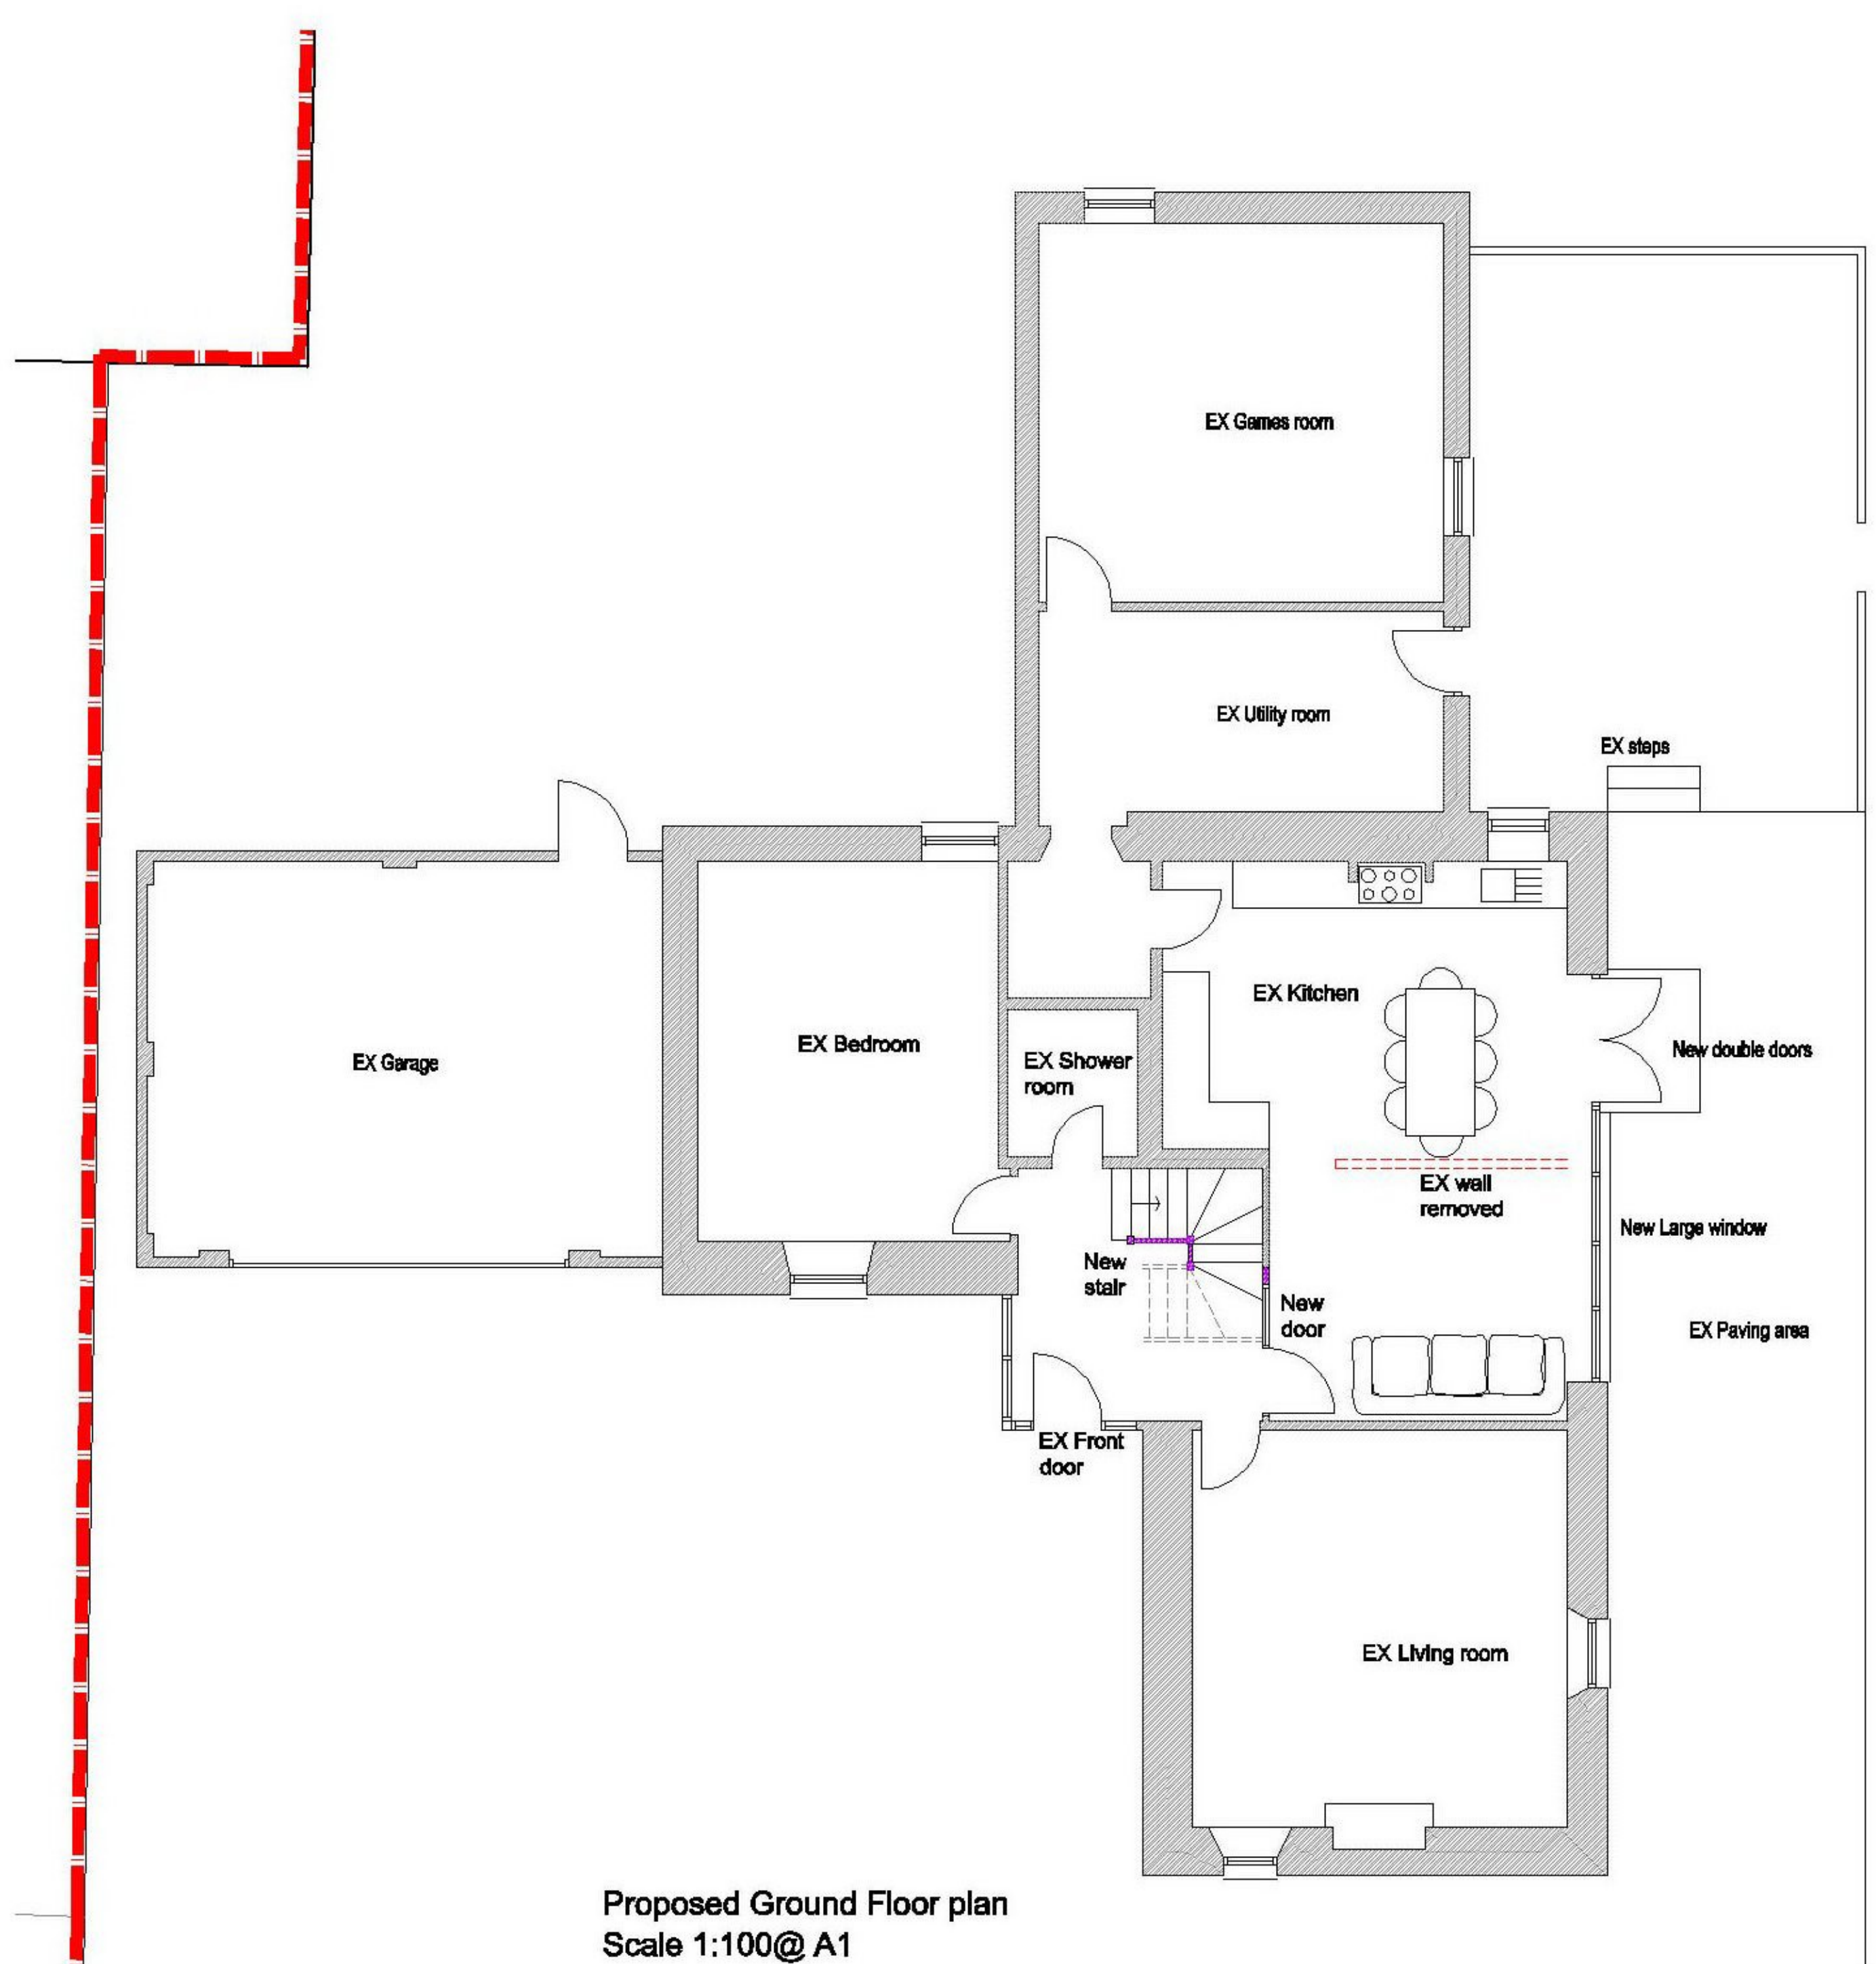 EX Games room
EX Utility room
EX steps
EX Kitchen
EX Bedroom
EX Shower
room
EX Garage
New double doors
EX wall
removed
New Large window
New
stair
New
door
EX Paving area
EX Front
door
EX Living room
Proposed Ground Floor plan
Scale 1:100@ A1